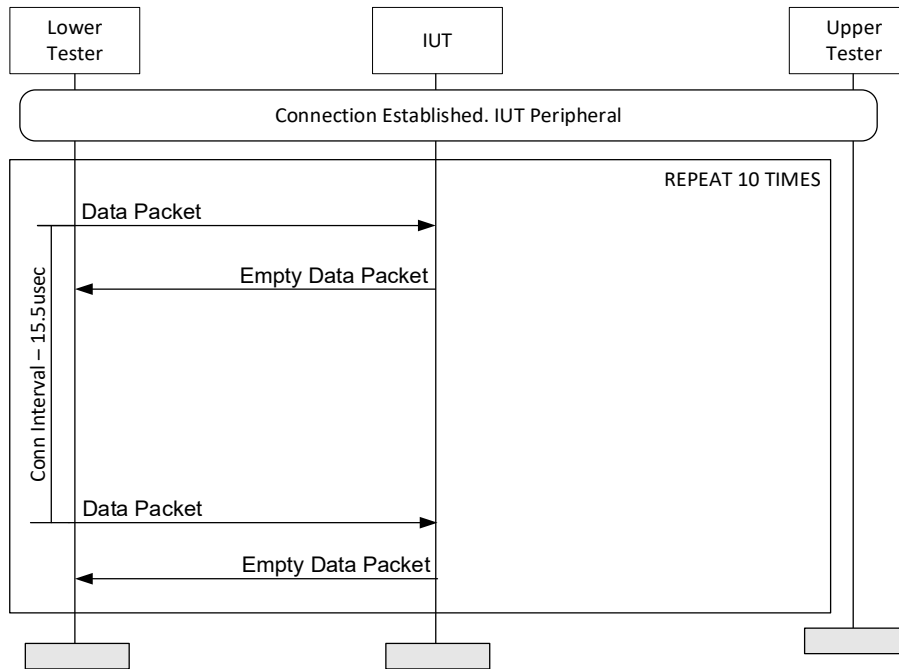 Lower
Tester
IUT
Upper
Tester
Connection Established. IUT Peripheral
REPEAT 10 TIMES
Data Packet
Empty Data Packet
Conn Interval – 15.5usec
Data Packet
Empty Data Packet